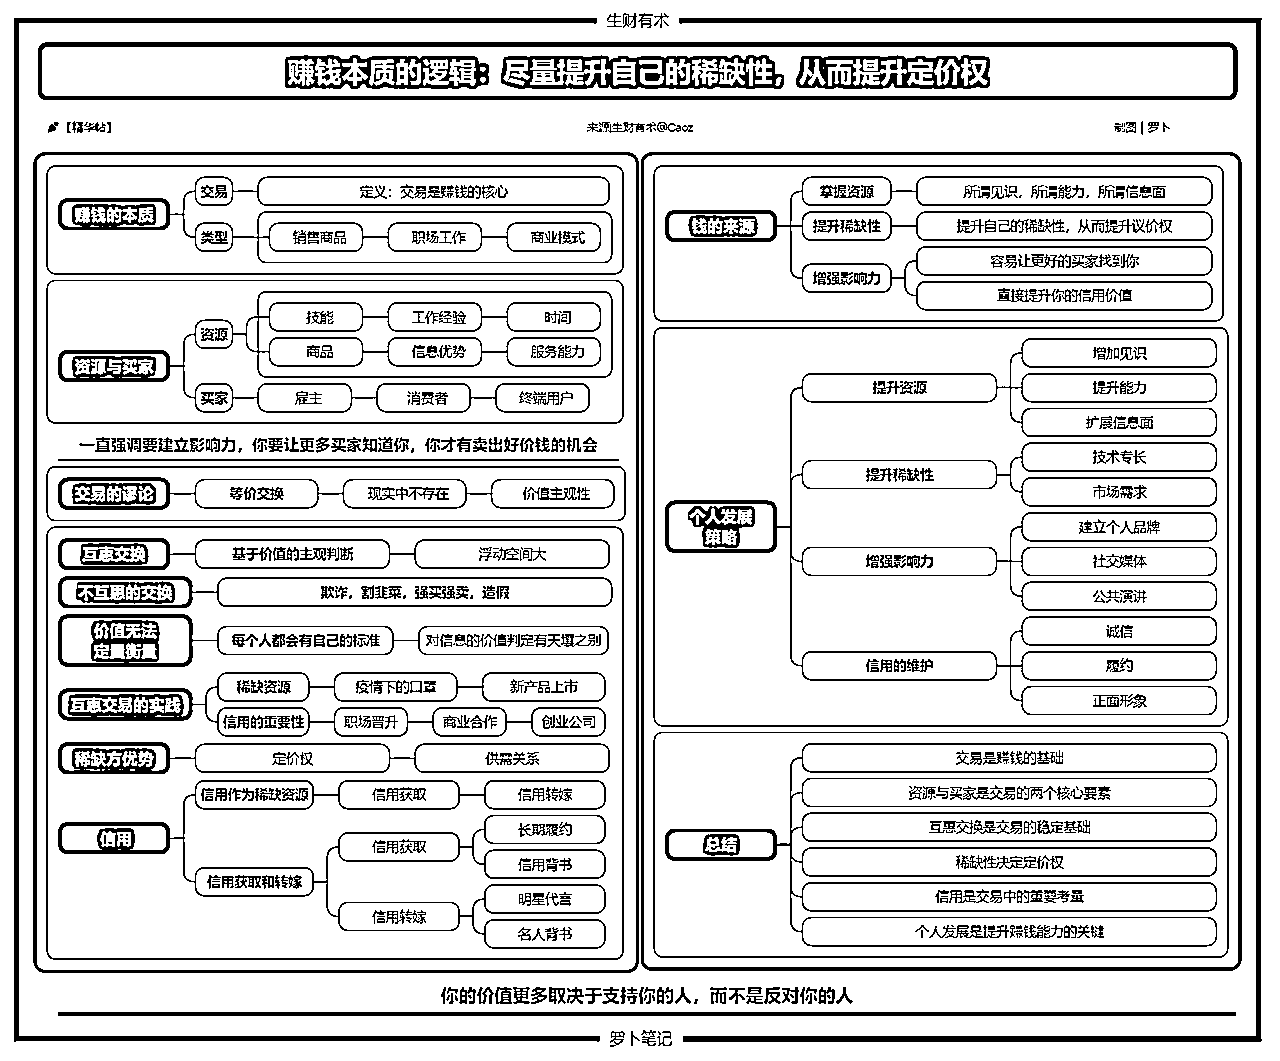 生财有术
赚钱本质的逻辑：尽量提升自己的稀缺性，从而提升定价权
【精华帖】
来源|生财有术@Caoz
制图 | 罗卜
赚钱的本质
交易
定义：交易是赚钱的核心
类型
销售商品
职场工作
商业模式
资源与买家
资源
技能
工作经验
时间
商品
信息优势
服务能力
买家
雇主
消费者
终端用户
一直强调要建立影响力，你要让更多买家知道你，你才有卖出好价钱的机会
交易的悖论
等价交换
现实中不存在
价值主观性
互惠交换
基于价值的主观判断
浮动空间大
不互惠的交换
欺诈，割韭菜，强买强卖，造假
价值无法
定量衡量
每个人都会有自己的标准
对信息的价值判定有天壤之别
互惠交易的实践
稀缺资源
疫情下的口罩
新产品上市
信用的重要性
职场晋升
商业合作
创业公司
稀缺方优势
定价权
供需关系
信用
信用作为稀缺资源
信用获取
信用转嫁
信用获取和转嫁
信用获取
长期履约
信用背书
信用转嫁
明星代言
名人背书
钱的来源
掌握资源
所谓见识，所谓能力，所谓信息面
提升稀缺性
提升自己的稀缺性，从而提升议价权
增强影响力
容易让更好的买家找到你
直接提升你的信用价值
个人发展
策略
提升资源
增加见识
提升能力
扩展信息面
提升稀缺性
技术专长
市场需求
增强影响力
建立个人品牌
社交媒体
公共演讲
信用的维护
诚信
履约
正面形象
总结
交易是赚钱的基础
资源与买家是交易的两个核心要素
互惠交换是交易的稳定基础
稀缺性决定定价权
信用是交易中的重要考量
个人发展是提升赚钱能力的关键
你的价值更多取决于支持你的人，而不是反对你的人
罗卜笔记